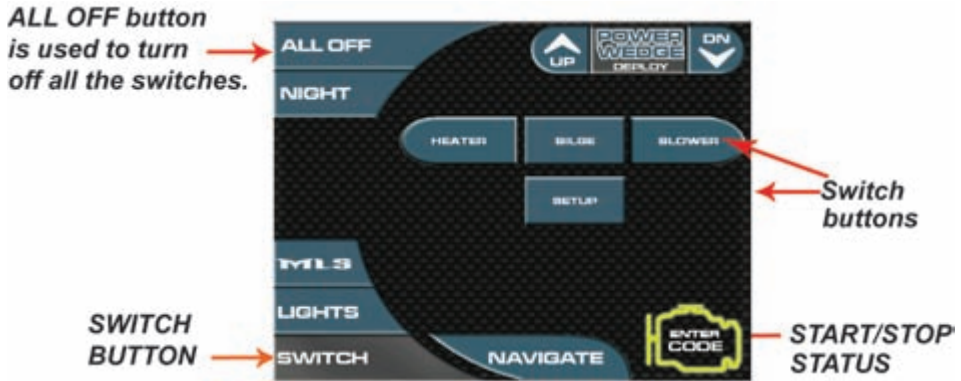 ALL OFF button
is used to turn
off all the switches.
ALL OFF
NIGHT
UP
POWER
WEDGE
DEPLOY
DN
HEATER
BILGE
BLOWER
SETUP
Switch
buttons
MLS
LIGHTS
SWITCH
NAVIGATE
ENTER
CODE
SWITCH
BUTTON
START/STOP
STATUS